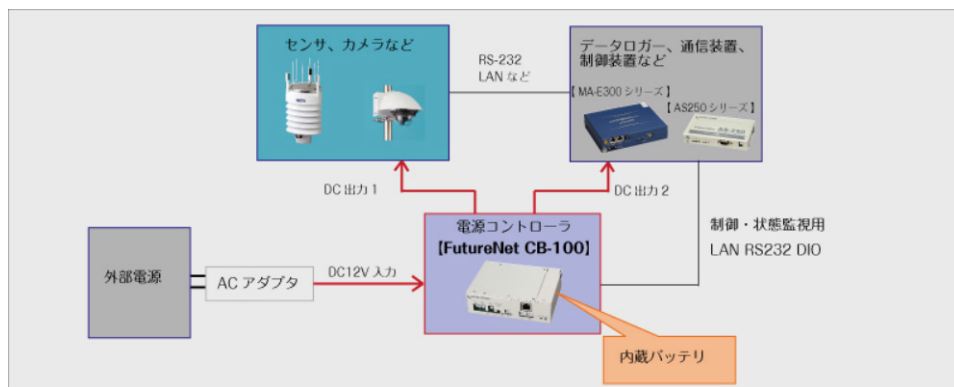 センサ、カメラなど
RS-232
LAN など
データロガー、通信装置、
制御装置など
【 MA-E300 シリーズ 】
【 AS250 シリーズ 】
DC 出力 1
DC 出力 2
電源コントローラ
【FutureNet CB-100】
制御・状態監視用
LAN RS232 DIO
外部電源
AC アダプタ
DC12V 入力
内蔵バッテリ